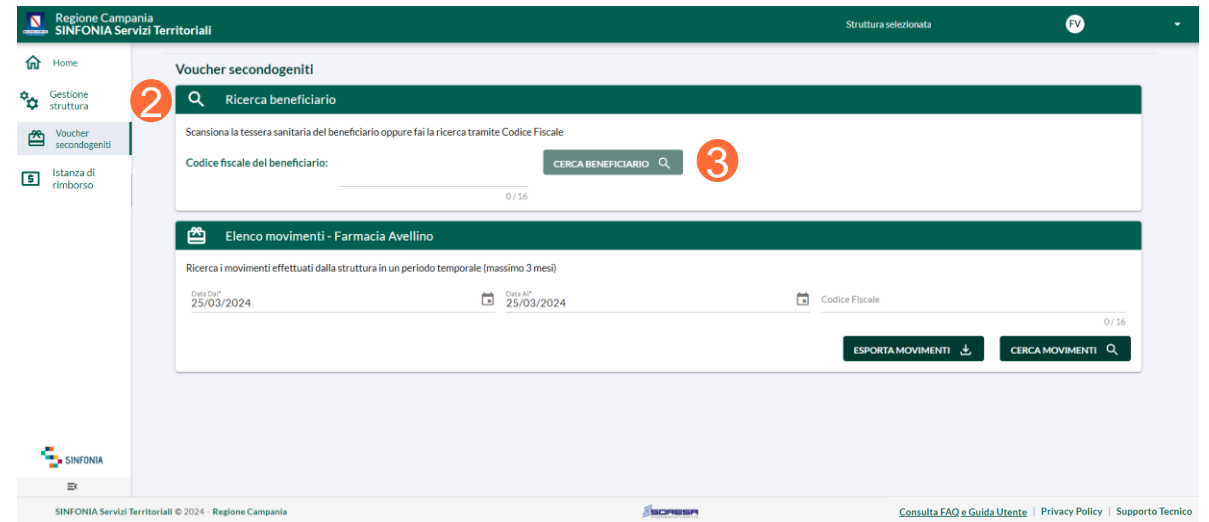 Regione Campania
SINFONIA Servizi Territoriali
Struttura selezionata
FV
Home
Gestione
struttura
Voucher
secondogeniti
Istanza di
rimborso
Voucher secondogeniti
2
Ricerca beneficiario
Scansiona la tessera sanitaria del beneficiario oppure fai la ricerca tramite Codice Fiscale
Codice fiscale del beneficiario:
CERCA BENEFICIARIO
3
0 / 16
Elenco movimenti - Farmacia Avellino
Ricerca i movimenti effettuati dalla struttura in un periodo temporale (massimo 3 mesi)
Data Dal*
25/03/2024
Data Al*
25/03/2024
Codice Fiscale
0 / 16
ESPORTA MOVIMENTI
CERCA MOVIMENTI
SINFONIA
SINFONIA Servizi Territoriali © 2024 - Regione Campania
SORESA
Consulta FAQ e Guida Utente | Privacy Policy | Supporto Tecnico